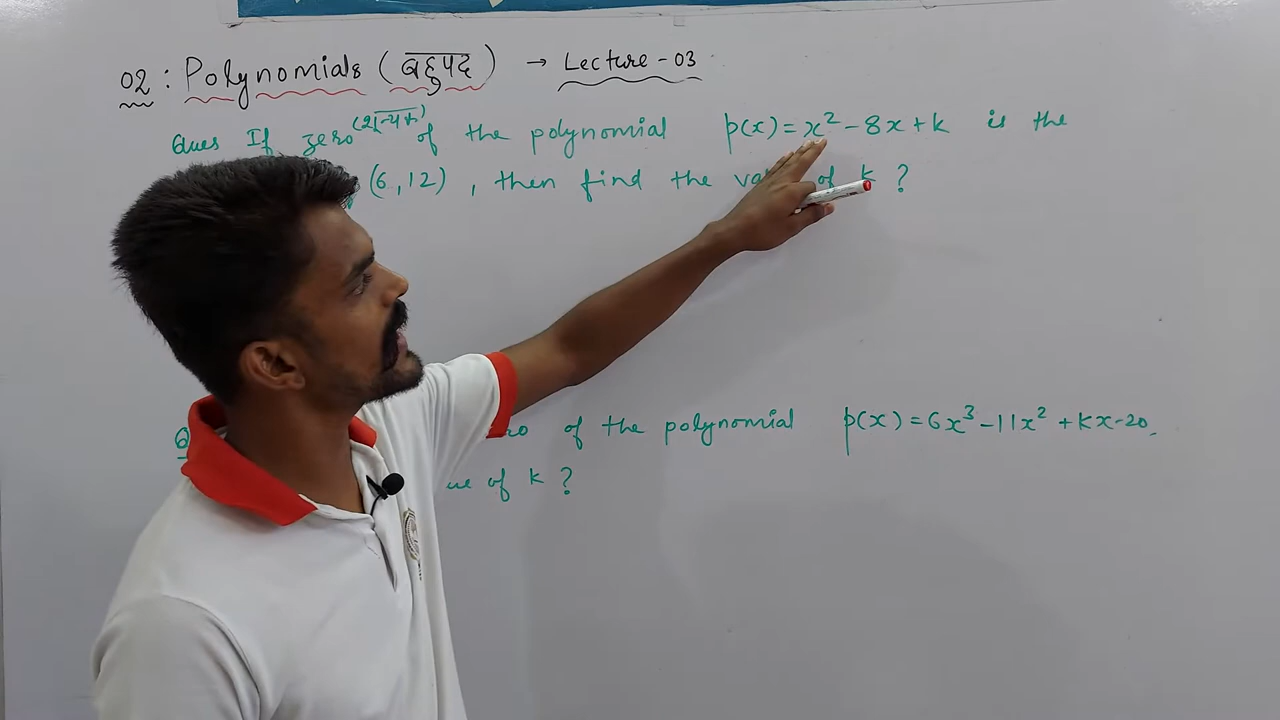 02 : Polynomials (बहुपद) → Lecture - 03
Ques If zero (शून्यक) of the polynomial p(x) = x² - 8x + k is the
(6, 12), then find the of k ?
of the polynomial p(x) = 6x³ - 11x² + kx - 20,
of k ?